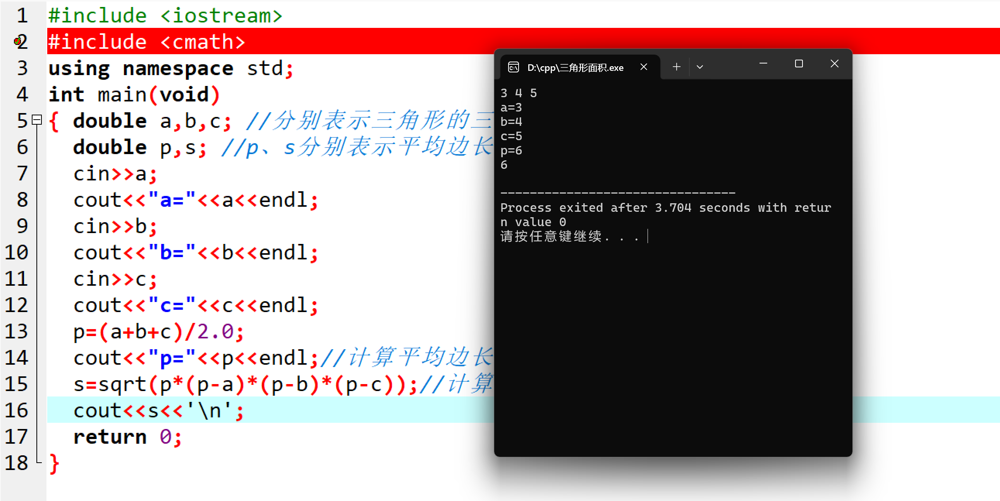 1 #include <iostream>
2 #include <cmath>
3 using namespace std;
4 int main(void)
5 { double a,b,c; //分别表示三角形的三
6 double p,s; //p、s分别表示平均边长
7 cin>>a;
8 cout<<"a="<<a<<endl;
9 cin>>b;
10 cout<<"b="<<b<<endl;
11 cin>>c;
12 cout<<"c="<<c<<endl;
13 p=(a+b+c)/2.0;
14 cout<<"p="<<p<<endl;//计算平均边长
15 s=sqrt(p*(p-a)*(p-b)*(p-c));//计算
16 cout<<s<<'\n';
17 return 0;
18 }
D:\cpp\三角形面积.exe
3 4 5
a=3
b=4
c=5
p=6
6
--------------------------------
Process exited after 3.704 seconds with retur
n value 0
请按任意键继续. . .